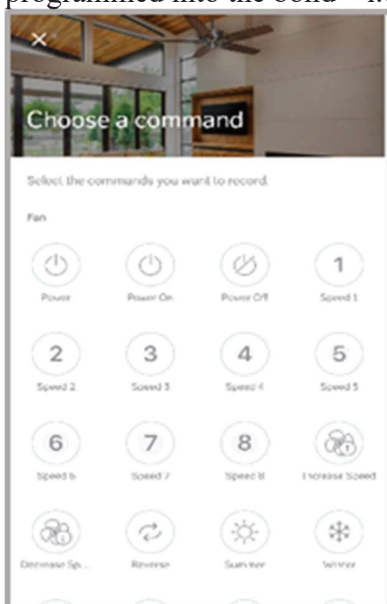 programmed into the bond
Choose a command
Select the commands you want to record.
Fan
Power
Power On
Power Off
1
Speed 1
2
Speed 2
3
Speed 3
4
Speed 4
5
Speed 5
6
Speed 6
7
Speed 7
8
Speed 8
Increase Speed
Decrease Sp...
Reverse
Summer
Winter